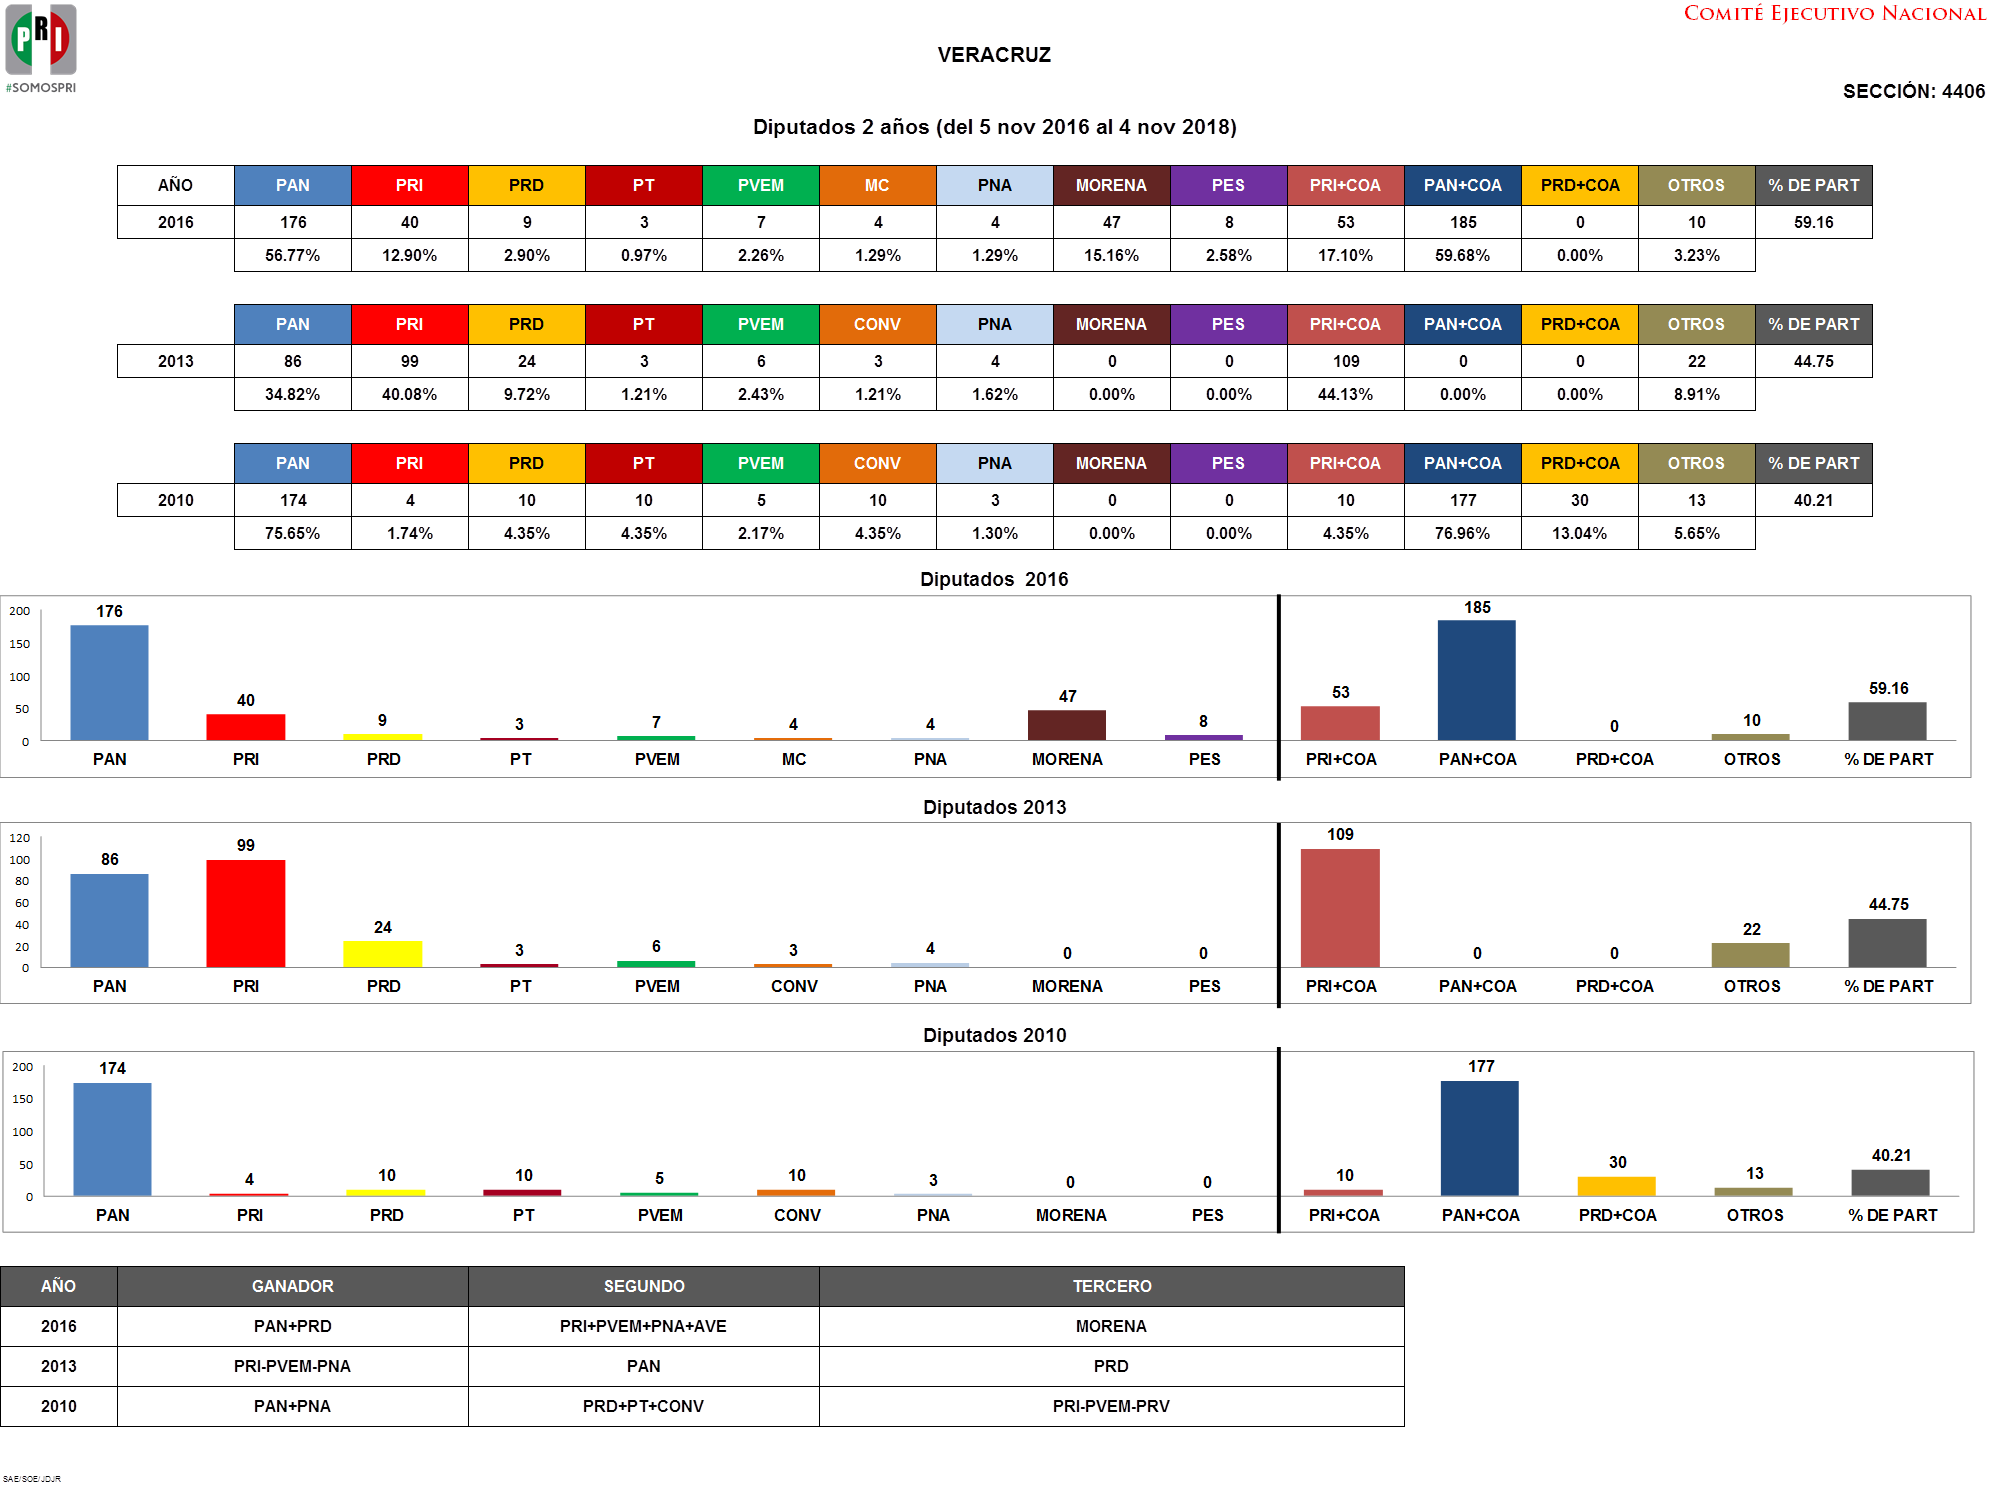 PRI
#SOMOSPRI
COMITÉ EJECUTIVO NACIONAL
VERACRUZ
SECCIÓN: 4406
Diputados 2 años (del 5 nov 2016 al 4 nov 2018)
AÑO PAN PRI PRD PT PVEM MC PNA MORENA PES PRI+COA PAN+COA PRD+COA OTROS % DE PART
2016 176 40 9 3 7 4 4 47 8 53 185 0 10 59.16
56.77% 12.90% 2.90% 0.97% 2.26% 1.29% 1.29% 15.16% 2.58% 17.10% 59.68% 0.00% 3.23%
PAN PRI PRD PT PVEM CONV PNA MORENA PES PRI+COA PAN+COA PRD+COA OTROS % DE PART
2013 86 99 24 3 6 3 4 0 0 109 0 0 22 44.75
34.82% 40.08% 9.72% 1.21% 2.43% 1.21% 1.62% 0.00% 0.00% 44.13% 0.00% 0.00% 8.91%
PAN PRI PRD PT PVEM CONV PNA MORENA PES PRI+COA PAN+COA PRD+COA OTROS % DE PART
2010 174 4 10 10 5 10 3 0 0 10 177 30 13 40.21
75.65% 1.74% 4.35% 4.35% 2.17% 4.35% 1.30% 0.00% 0.00% 4.35% 76.96% 13.04% 5.65%
Diputados 2016
200
150
100
50
0
176 40 9 3 7 4 4 47 8 53 185 0 10 59.16
PAN PRI PRD PT PVEM MC PNA MORENA PES PRI+COA PAN+COA PRD+COA OTROS % DE PART
Diputados 2013
120
100
80
60
40
20
0
86 99 24 3 6 3 4 0 0 109 0 0 22 44.75
PAN PRI PRD PT PVEM CONV PNA MORENA PES PRI+COA PAN+COA PRD+COA OTROS % DE PART
Diputados 2010
200
150
100
50
0
174 4 10 10 5 10 3 0 0 10 177 30 13 40.21
PAN PRI PRD PT PVEM CONV PNA MORENA PES PRI+COA PAN+COA PRD+COA OTROS % DE PART
AÑO GANADOR SEGUNDO TERCERO
2016 PAN+PRD PRI+PVEM+PNA+AVE MORENA
2013 PRI-PVEM-PNA PAN PRD
2010 PAN+PNA PRD+PT+CONV PRI-PVEM-PRV
SAE/SOE/JDJR